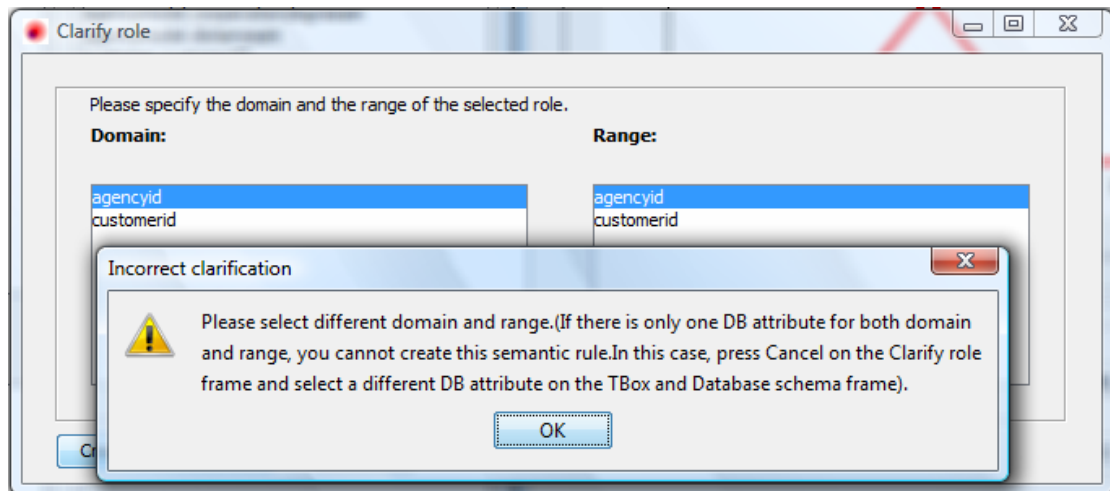 Clarify role
Please specify the domain and the range of the selected role.
Domain: Range:
agencyid agencyid
customerid customerid
Incorrect clarification
Please select different domain and range.(If there is only one DB attribute for both domain
and range, you cannot create this semantic rule.In this case, press Cancel on the Clarify role
frame and select a different DB attribute on the TBox and Database schema frame).
OK